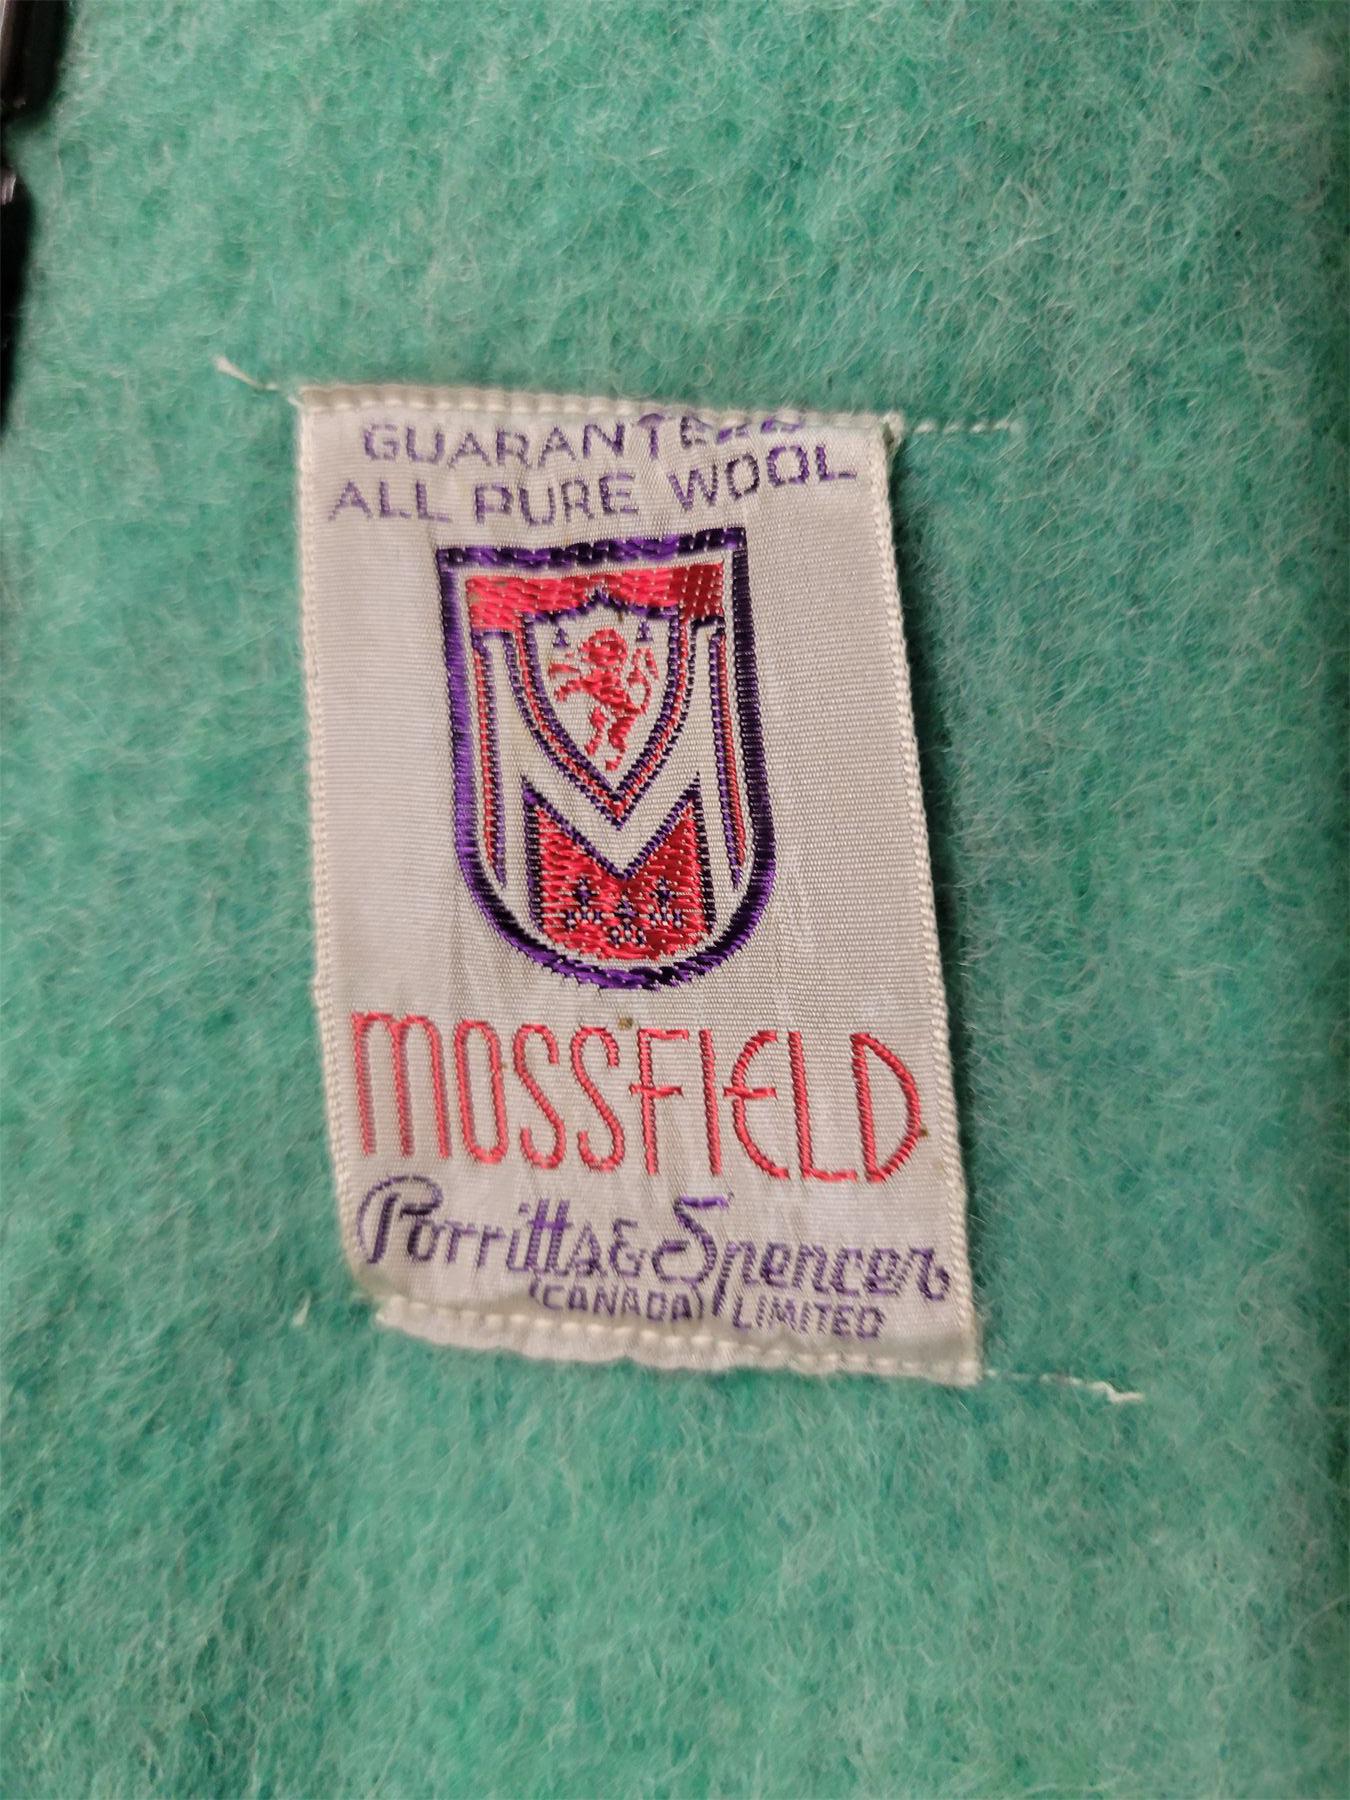 GUARANTEED
ALL PURE WOOL
MOSSFIELD
Porritts & Spencer
(CANADA) LIMITED